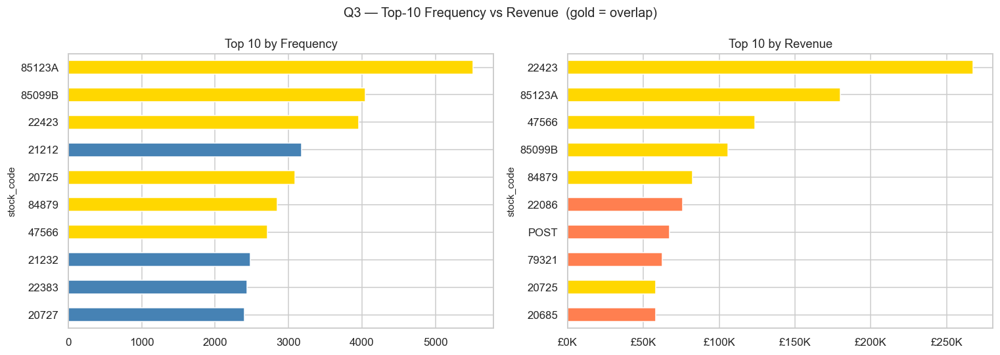 Q3 — Top-10 Frequency vs Revenue  (gold = overlap)
Top 10 by Frequency
stock_code
85123A
85099B
22423
21212
20725
84879
47566
21232
22383
20727
0 1000 2000 3000 4000 5000
Top 10 by Revenue
stock_code
22423
85123A
47566
85099B
84879
22086
POST
79321
20725
20685
£0K £50K £100K £150K £200K £250K